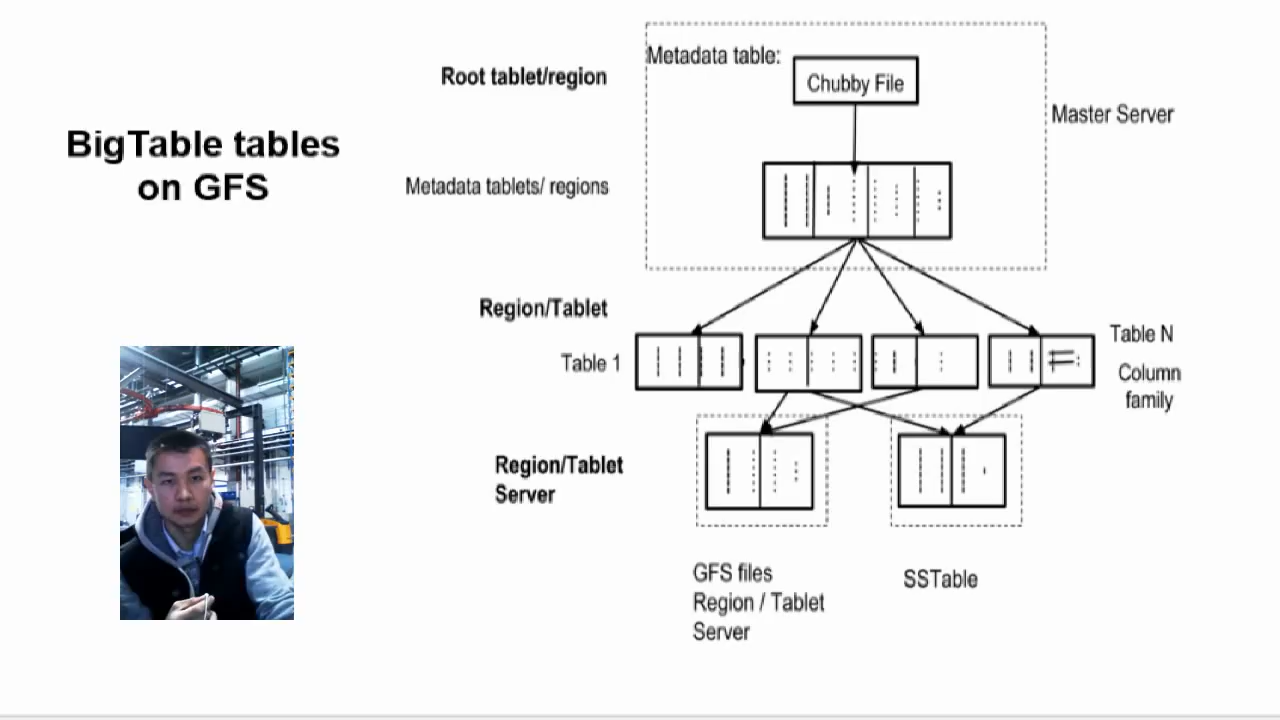 BigTable tables
on GFS
Root tablet/region
Metadata table:
Chubby File
Master Server
Metadata tablets/ regions
Region/Tablet
Table 1
Table N
Column
family
Region/Tablet
Server
GFS files
Region / Tablet
Server
SSTable